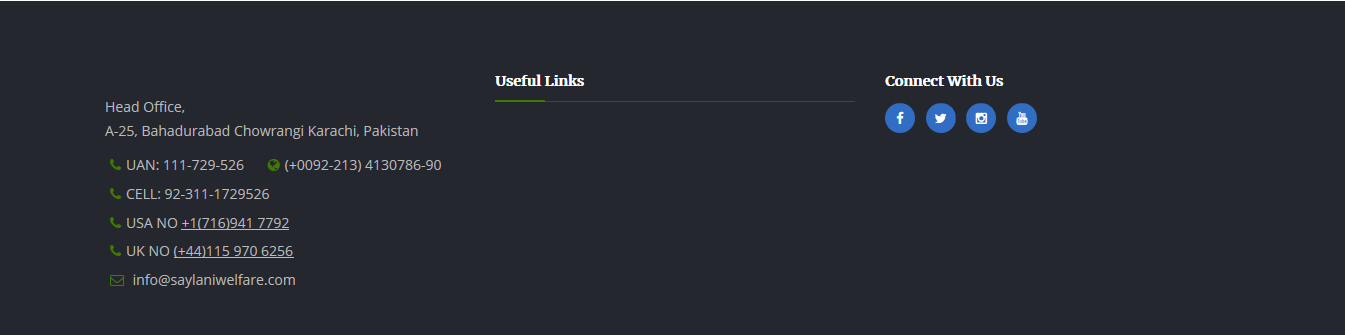 Head Office,
A-25, Bahadurabad Chowrangi Karachi, Pakistan
UAN: 111-729-526 (+0092-213) 4130786-90
CELL: 92-311-1729526
USA NO +1(716)941 7792
UK NO (+44)115 970 6256
info@saylaniwelfare.com
Useful Links
Connect With Us
You Tube